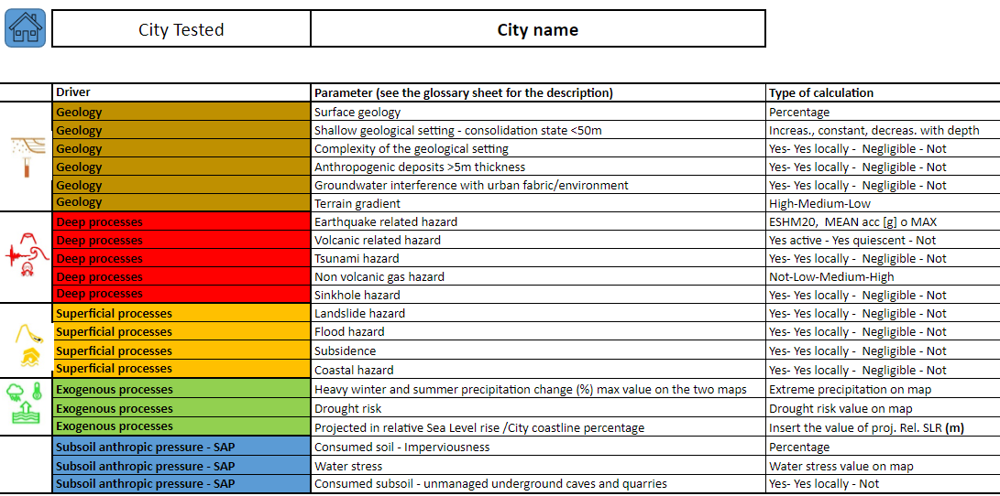 City Tested City name
Driver Parameter (see the glossary sheet for the description) Type of calculation
Geology Surface geology Percentage
Geology Shallow geological setting - consolidation state <50m Increas., constant, decreas. with depth
Geology Complexity of the geological setting Yes- Yes locally - Negligible - Not
Geology Anthropogenic deposits >5m thickness Yes- Yes locally - Negligible - Not
Geology Groundwater interference with urban fabric/environment Yes- Yes locally - Negligible - Not
Geology Terrain gradient High-Medium-Low
Deep processes Earthquake related hazard ESHM20, MEAN acc [g] o MAX
Deep processes Volcanic related hazard Yes active - Yes quiescent - Not
Deep processes Tsunami hazard Yes- Yes locally - Negligible - Not
Deep processes Non volcanic gas hazard Not-Low-Medium-High
Deep processes Sinkhole hazard Yes- Yes locally - Negligible - Not
Superficial processes Landslide hazard Yes- Yes locally - Negligible - Not
Superficial processes Flood hazard Yes- Yes locally - Negligible - Not
Superficial processes Subsidence Yes- Yes locally - Negligible - Not
Superficial processes Coastal hazard Yes- Yes locally - Negligible - Not
Exogenous processes Heavy winter and summer precipitation change (%) max value on the two maps Extreme precipitation on map
Exogenous processes Drought risk Drought risk value on map
Exogenous processes Projected in relative Sea Level rise /City coastline percentage Insert the value of proj. Rel. SLR (m)
Subsoil anthropic pressure - SAP Consumed soil - Imperviousness Percentage
Subsoil anthropic pressure - SAP Water stress Water stress value on map
Subsoil anthropic pressure - SAP Consumed subsoil - unmanaged underground caves and quarries Yes- Yes locally - Not